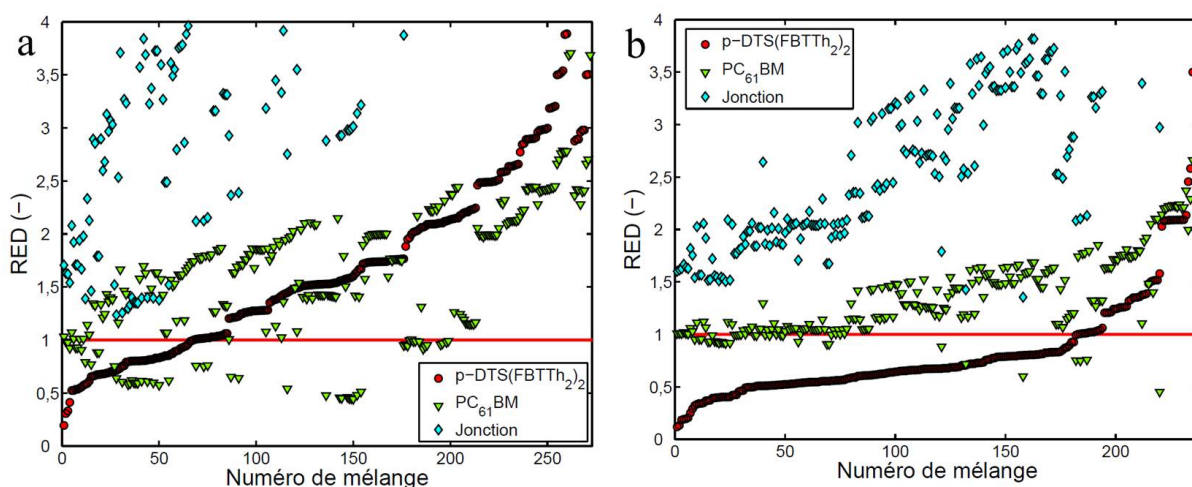 a
RED (−)
4
3,5
3
2,5
2
1,5
1
0,5
0
0 50 100 150 200 250
Numéro de mélange
p−DTS(FBTTh2)2
PC61BM
Jonction
b
RED (−)
4
3,5
3
2,5
2
1,5
1
0,5
0
0 50 100 150 200
Numéro de mélange
p−DTS(FBTTh2)2
PC61BM
Jonction